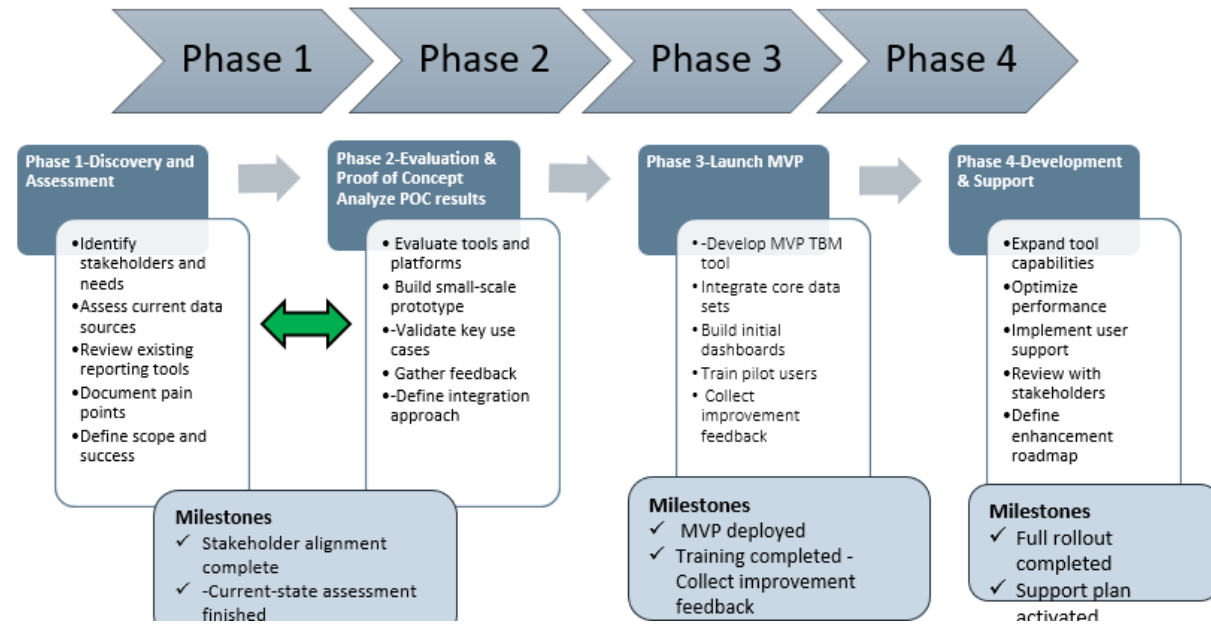 Phase 1
Phase 2
Phase 3
Phase 4
Phase 1-Discovery and
Assessment
•Identify
stakeholders and
needs
•Assess current data
sources
•Review existing
reporting tools
•Document pain
points
•Define scope and
success
Phase 2-Evaluation &
Proof of Concept
Analyze POC results
• Evaluate tools and
platforms
• Build small-scale
prototype
•-Validate key use
cases
• Gather feedback
•-Define integration
approach
Milestones
✓ Stakeholder alignment
complete
✓ -Current-state assessment
finished
Phase 3-Launch MVP
• -Develop MVP TBM
tool
• Integrate core data
sets
• Build initial
dashboards
• Train pilot users
• Collect
improvement
feedback
Milestones
✓ MVP deployed
✓ Training completed -
Collect improvement
feedback
Phase 4-Development
& Support
•Expand tool
capabilities
•Optimize
performance
•Implement user
support
•Review with
stakeholders
•Define
enhancement
roadmap
Milestones
✓ Full rollout
completed
✓ Support plan
activated